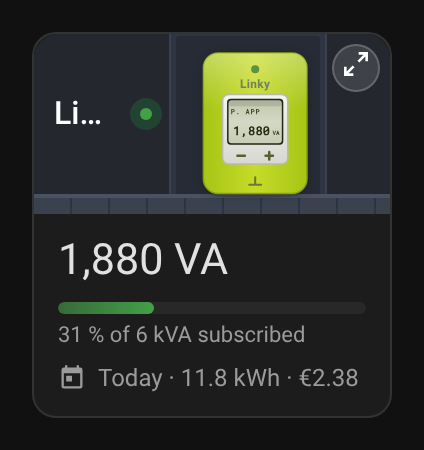 Li...
Linky
P. APP
1,880 VA
1,880 VA
31 % of 6 kVA subscribed
Today · 11.8 kWh · €2.38